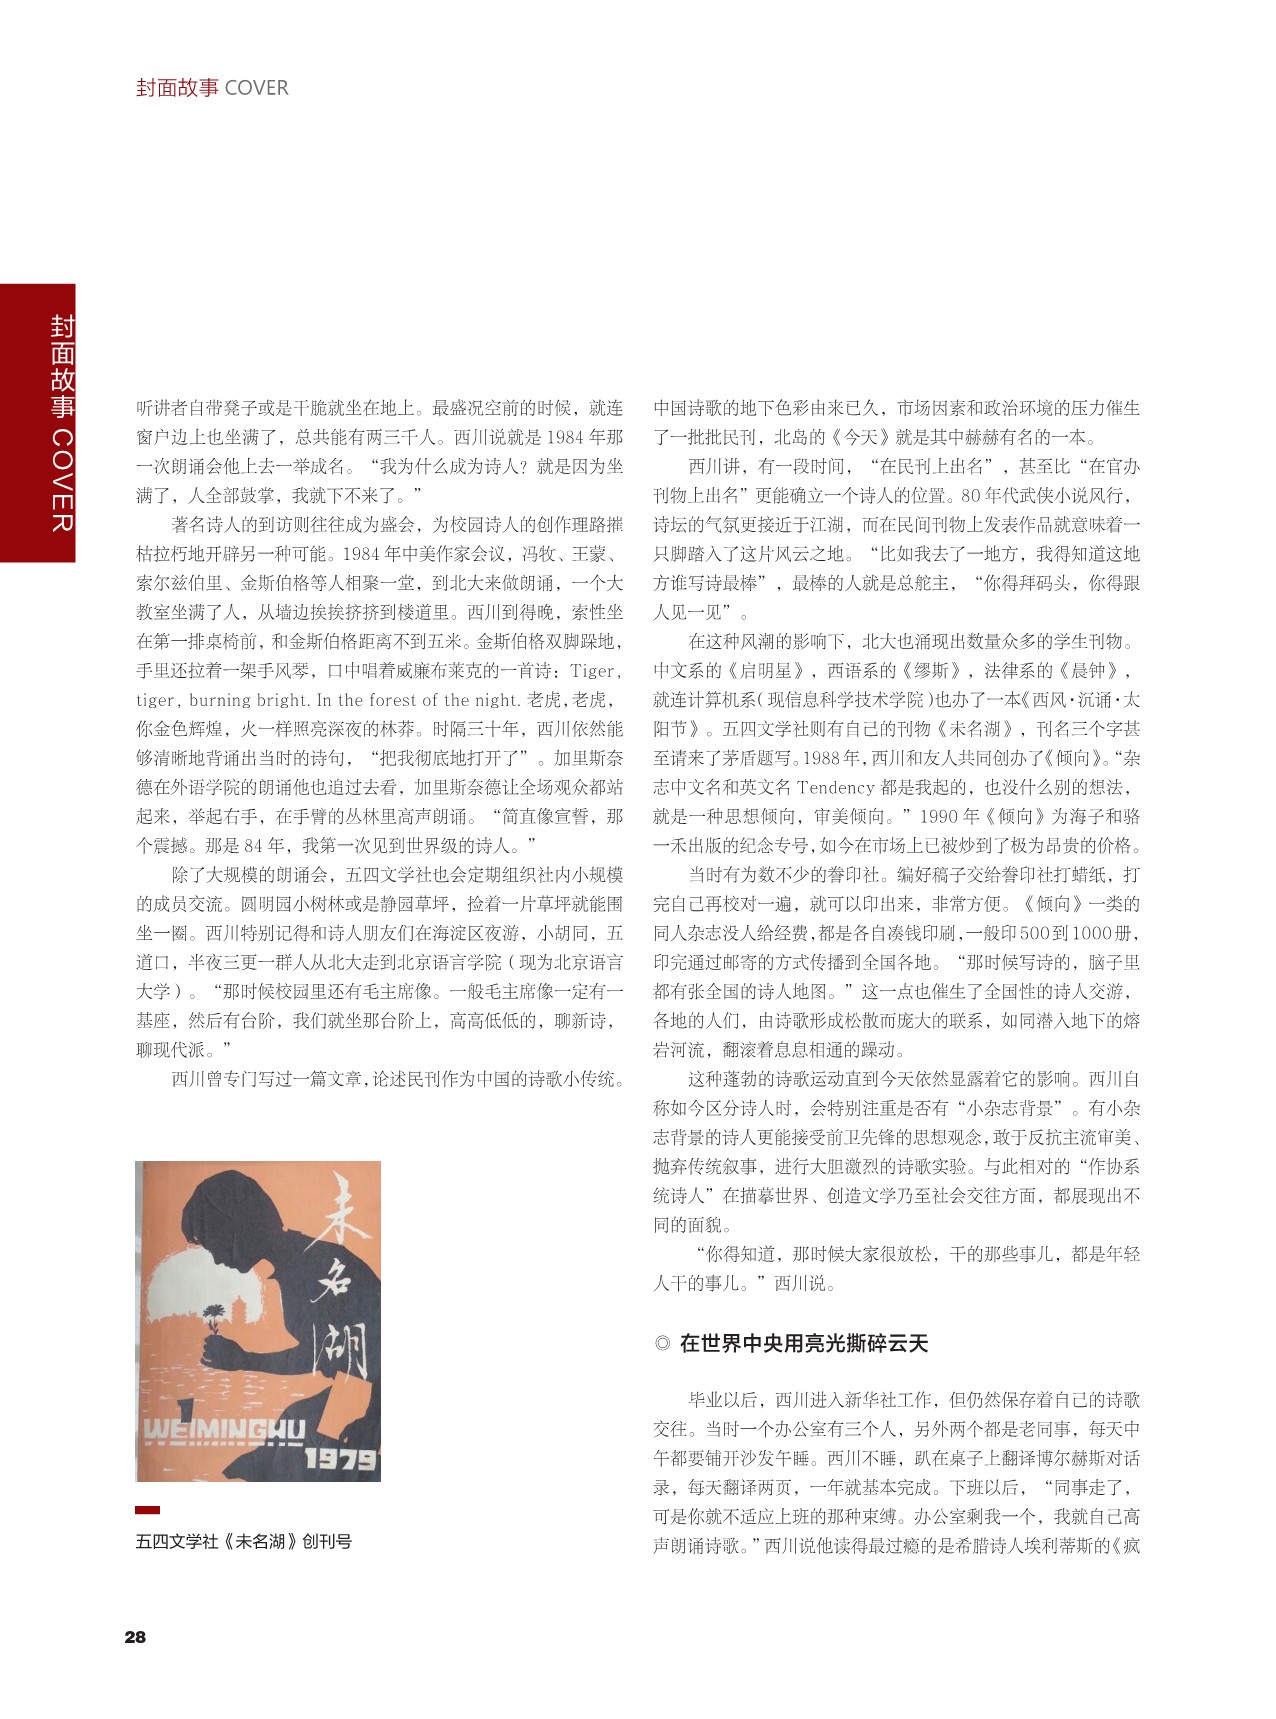 封面故事 COVER
封面故事 COVER
听讲者自带凳子或是干脆就坐在地上。最盛况空前的时候，就连
窗户边上也坐满了，总共能有两三千人。西川说就是 1984 年那
一次朗诵会他上去一举成名。“我为什么成为诗人？就是因为坐
满了，人全部鼓掌，我就下不来了。”
著名诗人的到访则往往成为盛会，为校园诗人的创作理路摧
枯拉朽地开辟另一种可能。1984 年中美作家会议，冯牧、王蒙、
索尔兹伯里、金斯伯格等人相聚一堂，到北大来做朗诵，一个大
教室坐满了人，从墙边挨挨挤挤到楼道里。西川到得晚，索性坐
在第一排桌椅前，和金斯伯格距离不到五米。金斯伯格双脚跺地，
手里还拉着一架手风琴，口中唱着威廉布莱克的一首诗：Tiger,
tiger, burning bright. In the forest of the night. 老虎，老虎，
你金色辉煌，火一样照亮深夜的林莽。时隔三十年，西川依然能
够清晰地背诵出当时的诗句，“把我彻底地打开了”。加里斯奈
德在外语学院的朗诵他也追过去看，加里斯奈德让全场观众都站
起来，举起右手，在手臂的丛林里高声朗诵。“简直像宣誓，那
个震撼。那是 84 年，我第一次见到世界级的诗人。”
除了大规模的朗诵会，五四文学社也会定期组织社内小规模
的成员交流。圆明园小树林或是静园草坪，捡着一片草坪就能围
坐一圈。西川特别记得和诗人朋友们在海淀区夜游，小胡同，五
道口，半夜三更一群人从北大走到北京语言学院（现为北京语言
大学）。“那时候校园里还有毛主席像。一般毛主席像一定有一
基座，然后有台阶，我们就坐那台阶上，高高低低的，聊新诗，
聊现代派。”
西川曾专门写过一篇文章，论述民刊作为中国的诗歌小传统。
未名湖
1
WEIMINGHU
1979
五四文学社《未名湖》创刊号
中国诗歌的地下色彩由来已久，市场因素和政治环境的压力催生
了一批批民刊，北岛的《今天》就是其中赫赫有名的一本。
西川讲，有一段时间，“在民刊上出名”，甚至比“在官办
刊物上出名”更能确立一个诗人的位置。80 年代武侠小说风行，
诗坛的气氛更接近于江湖，而在民间刊物上发表作品就意味着一
只脚踏入了这片风云之地。“比如我去了一地方，我得知道这地
方谁写诗最棒”，最棒的人就是总舵主，“你得拜码头，你得跟
人见一见”。
在这种风潮的影响下，北大也涌现出数量众多的学生刊物。
中文系的《启明星》，西语系的《缪斯》，法律系的《晨钟》，
就连计算机系（现信息科学技术学院）也办了一本《西风·沉诵·太
阳节》。五四文学社则有自己的刊物《未名湖》，刊名三个字甚
至请来了茅盾题写。1988 年，西川和友人共同创办了《倾向》。“杂
志中文名和英文名 Tendency 都是我起的，也没什么别的想法，
就是一种思想倾向，审美倾向。”1990 年《倾向》为海子和骆
一禾出版的纪念专号，如今在市场上已被炒到了极为昂贵的价格。
当时有为数不少的誊印社。编好稿子交给誊印社打蜡纸，打
完自己再校对一遍，就可以印出来，非常方便。《倾向》一类的
同人杂志没人给经费，都是各自凑钱印刷，一般印 500 到 1000 册，
印完通过邮寄的方式传播到全国各地。“那时候写诗的，脑子里
都有张全国的诗人地图。”这一点也催生了全国性的诗人交游，
各地的人们，由诗歌形成松散而庞大的联系，如同潜入地下的熔
岩河流，翻滚着息息相通的躁动。
这种蓬勃的诗歌运动直到今天依然显露着它的影响。西川自
称如今区分诗人时，会特别注重是否有“小杂志背景”。有小杂
志背景的诗人更能接受前卫先锋的思想观念，敢于反抗主流审美、
抛弃传统叙事，进行大胆激烈的诗歌实验。与此相对的“作协系
统诗人”在描摹世界、创造文学乃至社会交往方面，都展现出不
同的面貌。
“你得知道，那时候大家很放松，干的那些事儿，都是年轻
人干的事儿。”西川说。
◎ 在世界中央用亮光撕碎云天
毕业以后，西川进入新华社工作，但仍然保存着自己的诗歌
交往。当时一个办公室有三个人，另外两个都是老同事，每天中
午都要铺开沙发午睡。西川不睡，趴在桌子上翻译博尔赫斯对话
录，每天翻译两页，一年就基本完成。下班以后，“同事走了，
可是你就不适应上班的那种束缚。办公室剩我一个，我就自己高
声朗诵诗歌。”西川说他读得最过瘾的是希腊诗人埃利蒂斯的《疯
28